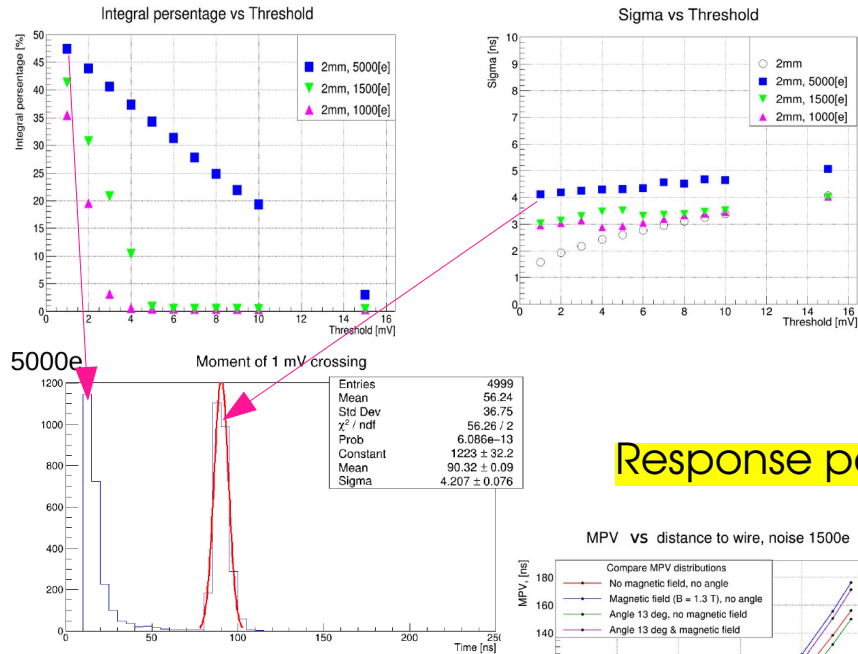 Integral persentage vs Threshold
Integral persentage [%]
50
45
40
35
30
25
20
15
10
5
0
2mm, 5000[e]
2mm, 1500[e]
2mm, 1000[e]
0 2 4 6 8 10 12 14 16
Threshold [mV]
Sigma vs Threshold
Sigma [ns]
10
9
8
7
6
5
4
3
2
1
0
2mm
2mm, 5000[e]
2mm, 1500[e]
2mm, 1000[e]
0 2 4 6 8 10 12 14 16
Threshold [mV]
5000e
Moment of 1 mV crossing
1200
1000
800
600
400
200
0
Entries 4999
Mean 56.24
Std Dev 36.75
χ² / ndf 56.26 / 2
Prob 6.086e–13
Constant 1223 ± 32.2
Mean 90.32 ± 0.09
Sigma 4.207 ± 0.076
0 50 100 150 200 250
Time [ns]
Response p
MPV vs distance to wire, noise 1500e
MPV, [ns]
180
160
140
Compare MPV distributions
No magnetic field, no angle
Magnetic field (B = 1.3 T), no angle
Angle 13 deg, no magnetic field
Angle 13 deg & magnetic field